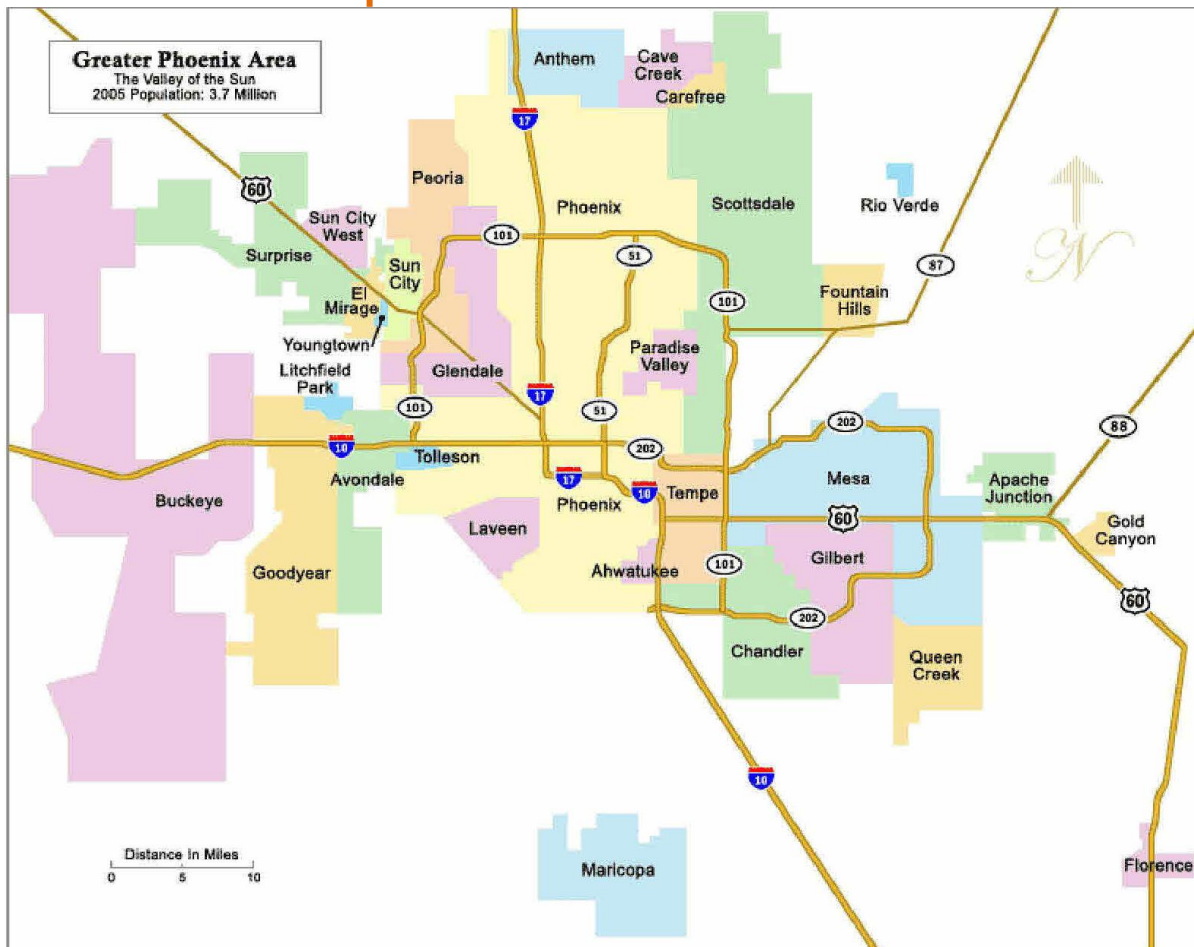 Greater Phoenix Area
The Valley of the Sun
2005 Population: 3.7 Million
Anthem
Cave
Creek
Carefree
17
Peoria
60
Rio Verde
Phoenix
Scottsdale
Sun City
West
N
101
51
Surprise
Sun
City
87
El
Mirage
101
Fountain
Hills
Youngtown
Paradise
Valley
Litchfield
Park
Glendale
17
101
51
202
88
10
202
Tolleson
Avondale
Mesa
Apache
Junction
Buckeye
17
10
Tempe
Phoenix
60
Laveen
Gold
Canyon
Goodyear
Ahwatukee
101
Gilbert
60
202
Chandler
Queen
Creek
10
Distance In Miles
0 5 10
Maricopa
Florence